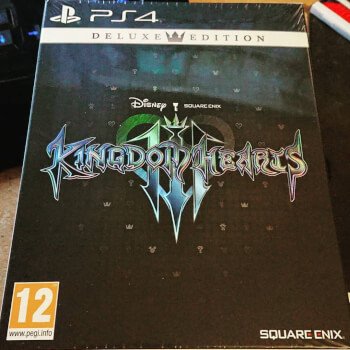 PS4
DELUXE EDITION
Disney SQUARE ENIX
KINGDOM HEARTS
III
12
www.pegi.info
SQUARE ENIX